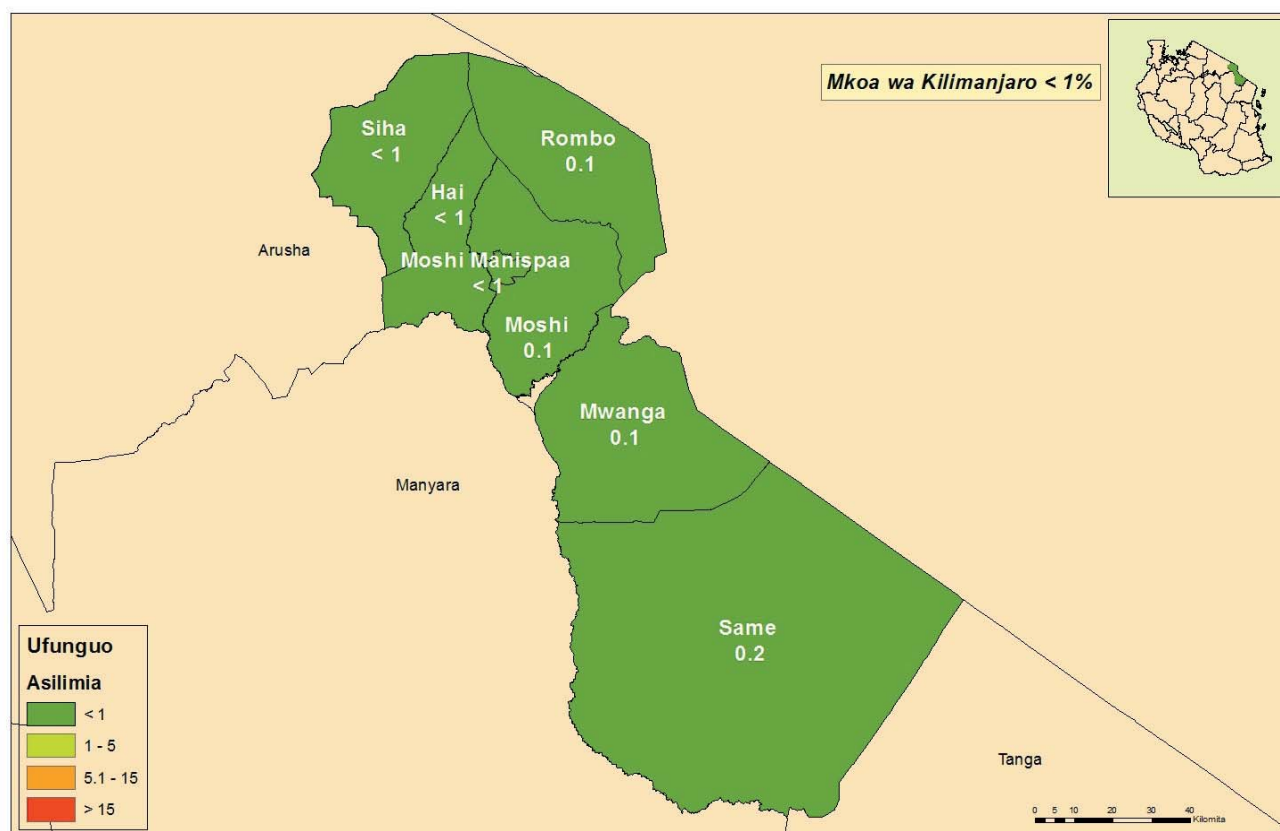 Mkoa wa Kilimanjaro < 1%
Siha
< 1
Rombo
0.1
Hai
< 1
Arusha
Moshi Manispaa
< 1
Moshi
0.1
Mwanga
0.1
Manyara
Same
0.2
Tanga
Ufunguo
Asilimia
< 1
1 - 5
5.1 - 15
> 15
0 5 10 20 30 40
Kilomita